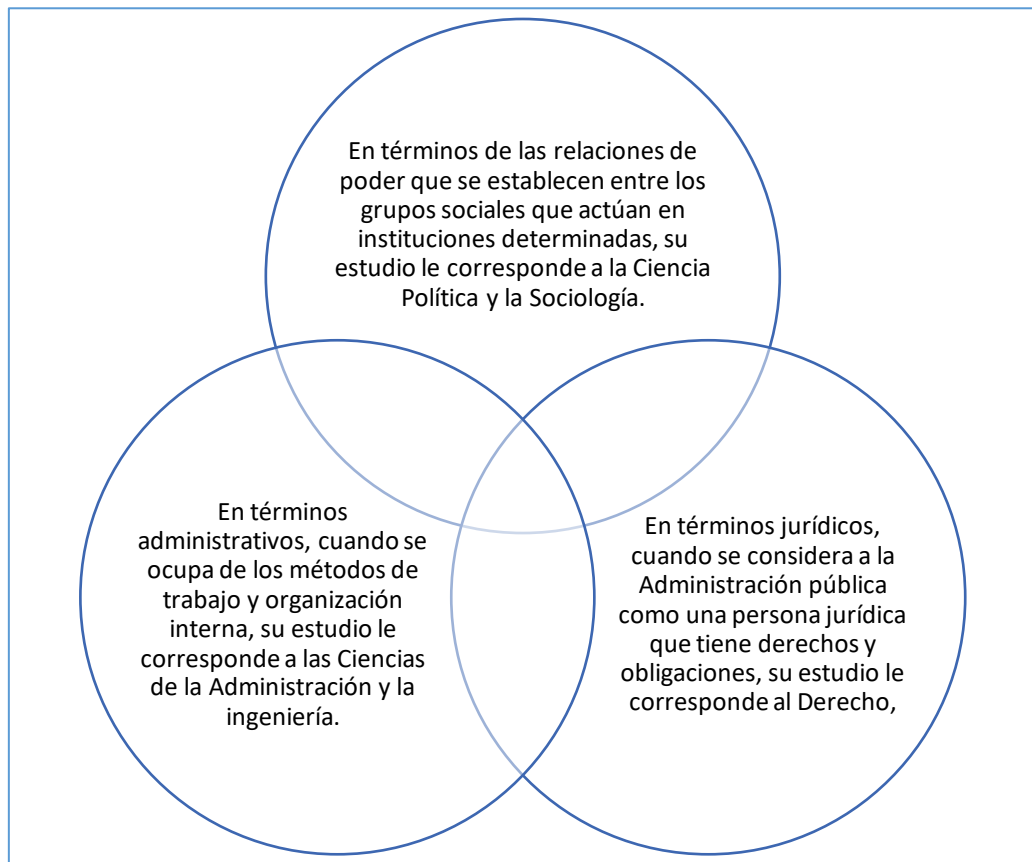 En términos de las relaciones de
poder que se establecen entre los
grupos sociales que actúan en
instituciones determinadas, su
estudio le corresponde a la Ciencia
Política y la Sociología.
En términos
administrativos, cuando se
ocupa de los métodos de
trabajo y organización
interna, su estudio le
corresponde a las Ciencias
de la Administración y la
ingeniería.
En términos jurídicos,
cuando se considera a la
Administración pública
como una persona jurídica
que tiene derechos y
obligaciones, su estudio le
corresponde al Derecho,